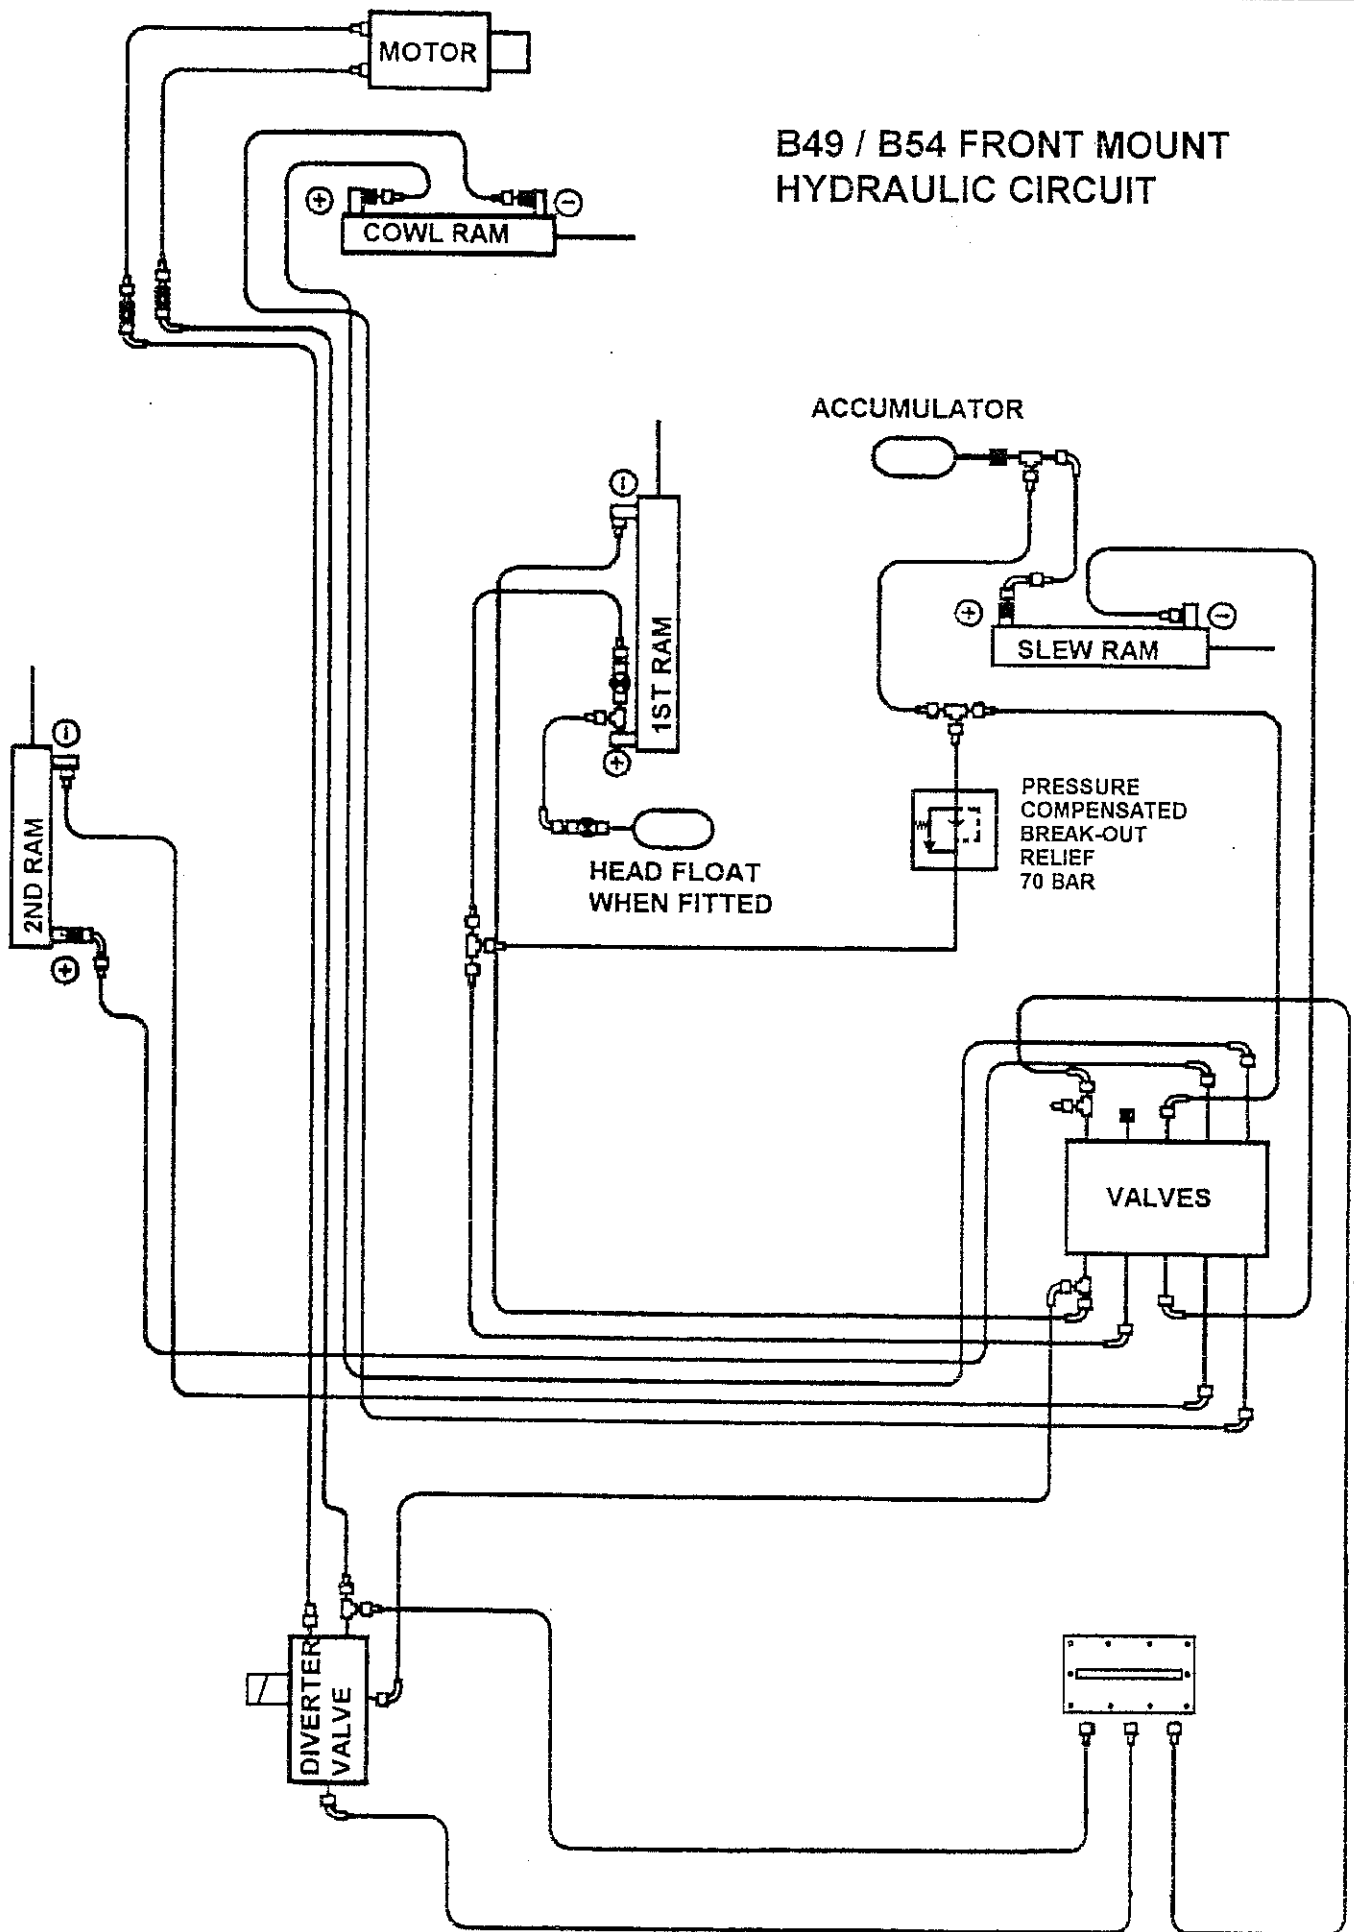 MOTOR
B49 / B54 FRONT MOUNT
HYDRAULIC CIRCUIT
+
−
COWL RAM
ACCUMULATOR
−
1ST RAM
+
+
−
SLEW RAM
−
2ND RAM
+
HEAD FLOAT
WHEN FITTED
PRESSURE
COMPENSATED
BREAK-OUT
RELIEF
70 BAR
VALVES
DIVERTER
VALVE